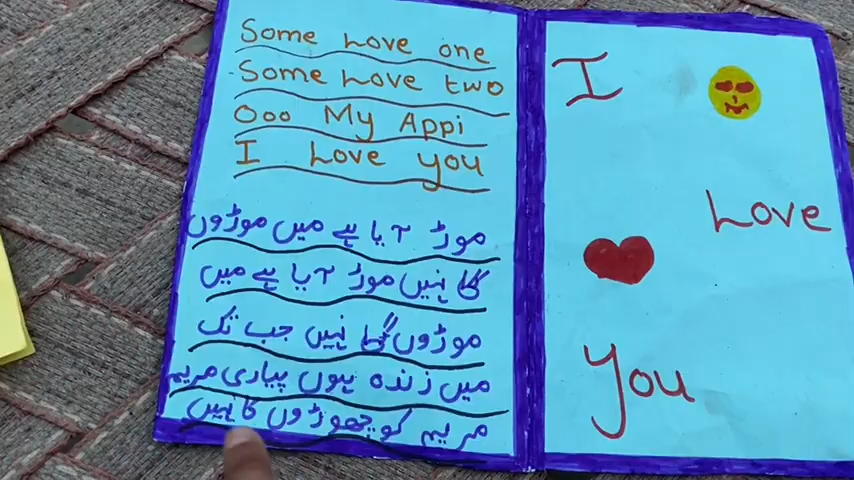 Some Love one
Some Love two
Ooo My Appi
I Love you
موڑ آیا ہے میں موڑوں
گا نہیں موڑ آیا ہے میں
موڑوں گا نہیں جب تک
میں زندہ ہوں پیاری مریم
مریم کو چھوڑوں گا نہیں
I
Love
you